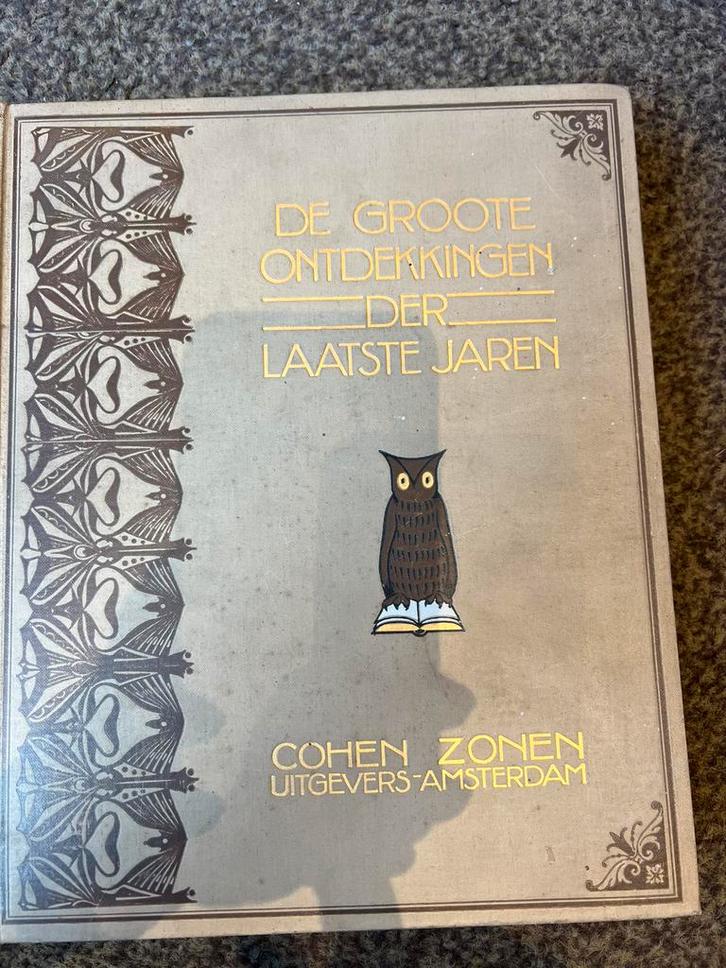 DE GROOTE
ONTDEKKINGEN
DER
LAATSTE JAREN
COHEN ZONEN
UITGEVERS-AMSTERDAM